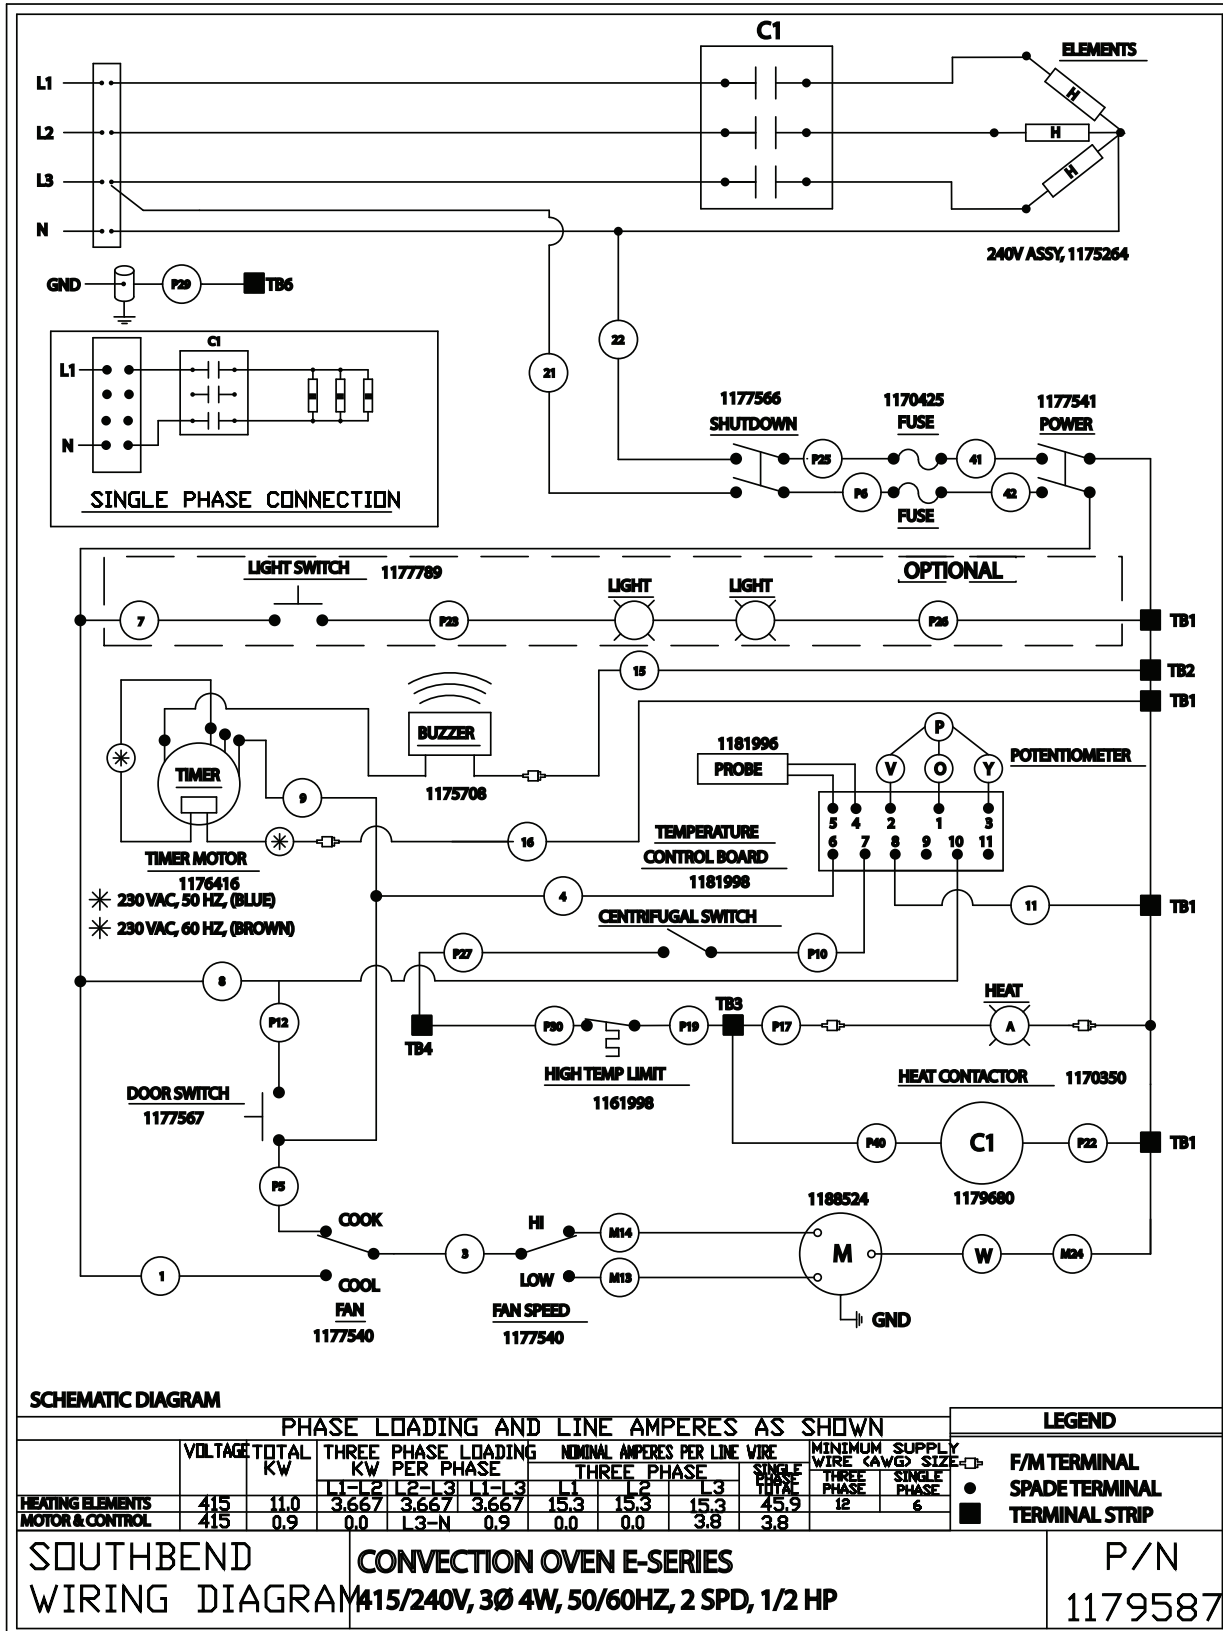 C1
ELEMENTS
L1
H
L2
H
L3
H
N
240V ASSY, 1175264
GND
P29
TB6
C1
L1
N
SINGLE PHASE CONNECTION
22
21
1177566
SHUTDOWN
1170425
FUSE
1177541
POWER
P25
41
P6
42
FUSE
LIGHT SWITCH 1177789
LIGHT
LIGHT
OPTIONAL
7
P23
P26
TB1
15
TB2
TB1
BUZZER
1175708
TIMER
9
16
TIMER MOTOR
1176416
230 VAC, 50 HZ, (BLUE)
230 VAC, 60 HZ, (BROWN)
1181996
PROBE
P
V O Y
POTENTIOMETER
5 4 2 1 3
6 7 8 9 10 11
TEMPERATURE
CONTROL BOARD
1181998
4
11
TB1
CENTRIFUGAL SWITCH
P27
P10
8
P12
TB4
P30
P19
TB3
P17
HEAT
A
HIGH TEMP LIMIT
1161998
HEAT CONTACTOR 1170350
DOOR SWITCH
1177567
P40
C1
P22
TB1
1179680
P5
COOK
HI
M14
1188524
3
M
W
M24
1
COOL
LOW
M13
FAN
1177540
FAN SPEED
1177540
GND
SCHEMATIC DIAGRAM
PHASE LOADING AND LINE AMPERES AS SHOWN
VOLTAGE
TOTAL KW
THREE PHASE LOADING
KW PER PHASE
L1-L2 L2-L3 L1-L3
NOMINAL AMPERES PER LINE WIRE
THREE PHASE
L1 L2 L3
SINGLE PHASE TOTAL
MINIMUM SUPPLY
WIRE (AWG) SIZE
THREE PHASE
SINGLE PHASE
HEATING ELEMENTS 415 11.0 3.667 3.667 3.667 15.3 15.3 15.3 45.9 12 6
MOTOR & CONTROL 415 0.9 0.0 L3-N 0.9 0.0 0.0 3.8 3.8
LEGEND
F/M TERMINAL
SPADE TERMINAL
TERMINAL STRIP
SOUTHBEND
WIRING DIAGRAM
CONVECTION OVEN E-SERIES
415/240V, 3Ø 4W, 50/60HZ, 2 SPD, 1/2 HP
P/N
1179587